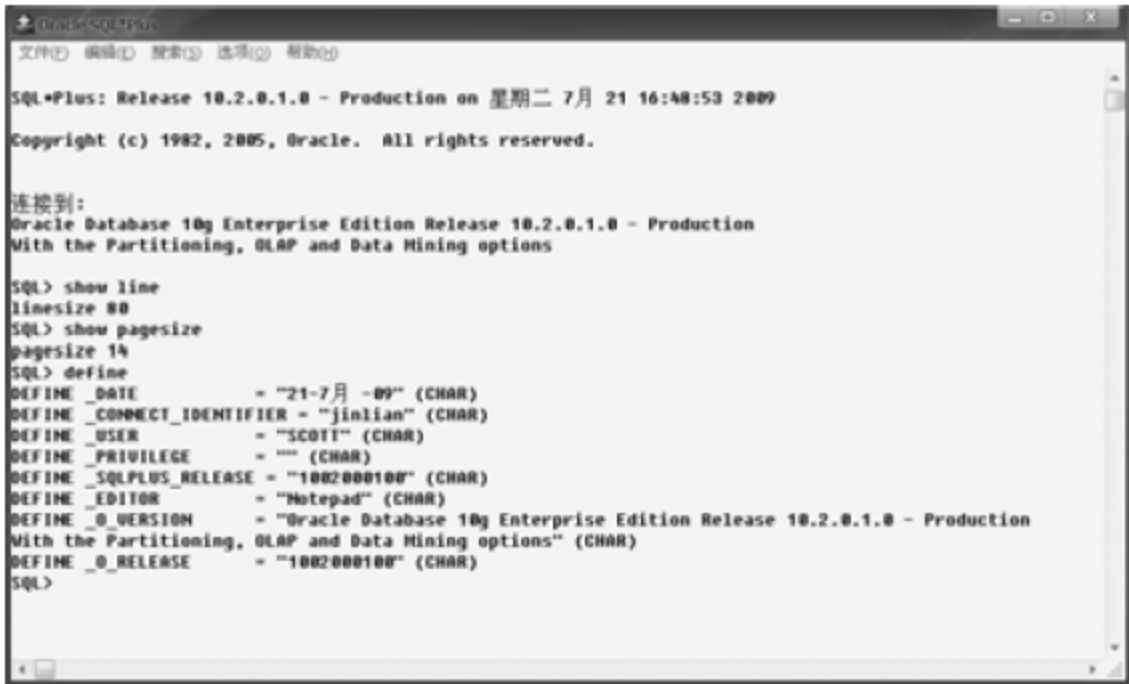 Oracle SQL*Plus
文件(F) 编辑(E) 搜索(S) 选项(O) 帮助(H)
SQL*Plus: Release 10.2.0.1.0 - Production on 星期二 7月 21 16:48:53 2009
Copyright (c) 1982, 2005, Oracle.  All rights reserved.
连接到:
Oracle Database 10g Enterprise Edition Release 10.2.0.1.0 - Production
With the Partitioning, OLAP and Data Mining options
SQL> show line
linesize 80
SQL> show pagesize
pagesize 14
SQL> define
DEFINE _DATE           = "21-7月 -09" (CHAR)
DEFINE _CONNECT_IDENTIFIER = "jinlian" (CHAR)
DEFINE _USER           = "SCOTT" (CHAR)
DEFINE _PRIVILEGE      = "" (CHAR)
DEFINE _SQLPLUS_RELEASE = "1002000100" (CHAR)
DEFINE _EDITOR         = "Notepad" (CHAR)
DEFINE _O_VERSION      = "Oracle Database 10g Enterprise Edition Release 10.2.0.1.0 - Production
With the Partitioning, OLAP and Data Mining options" (CHAR)
DEFINE _O_RELEASE      = "1002000100" (CHAR)
SQL>